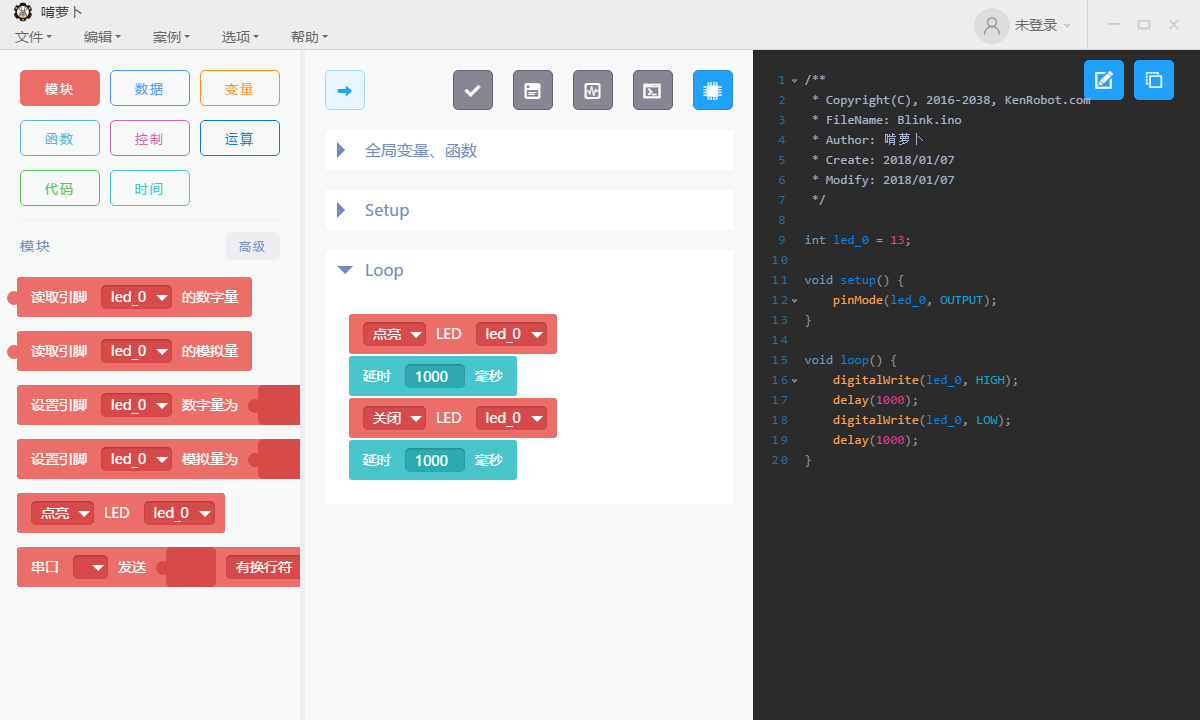 啃萝卜
文件 编辑 案例 选项 帮助
未登录
模块 数据 变量
函数 控制 运算
代码 时间
模块 高级
读取引脚 led_0 的数字量
读取引脚 led_0 的模拟量
设置引脚 led_0 数字量为
设置引脚 led_0 模拟量为
点亮 LED led_0
串口 发送 有换行符
全局变量、函数
Setup
Loop
点亮 LED led_0
延时 1000 毫秒
关闭 LED led_0
延时 1000 毫秒
1 /**
2  * Copyright(C), 2016-2038, KenRobot.com
3  * FileName: Blink.ino
4  * Author: 啃萝卜
5  * Create: 2018/01/07
6  * Modify: 2018/01/07
7  */
8
9 int led_0 = 13;
10
11 void setup() {
12     pinMode(led_0, OUTPUT);
13 }
14
15 void loop() {
16     digitalWrite(led_0, HIGH);
17     delay(1000);
18     digitalWrite(led_0, LOW);
19     delay(1000);
20 }